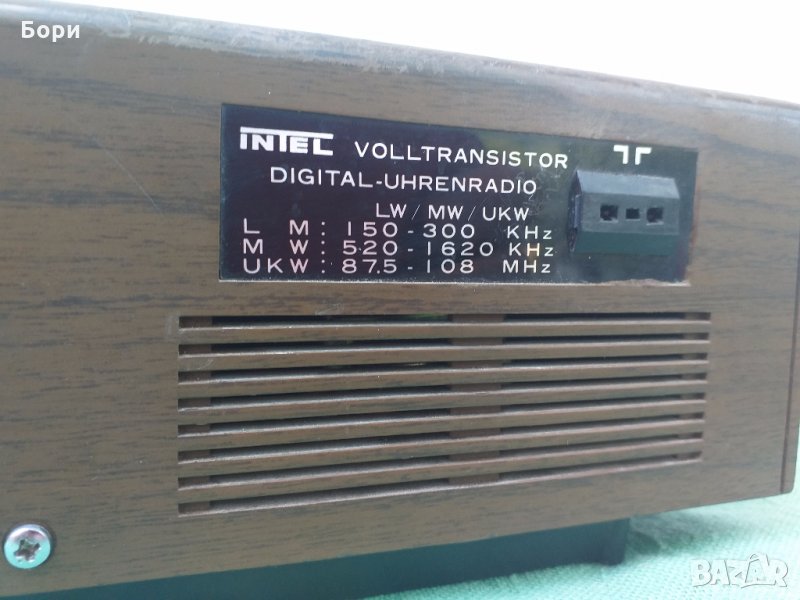 Бори
INTEL VOLLTRANSISTOR
DIGITAL-UHRENRADIO
LW / MW / UKW
L M : 150 - 300 KHz
M W : 520 - 1620 KHz
UKW : 87.5 - 108 MHz
BAZAR